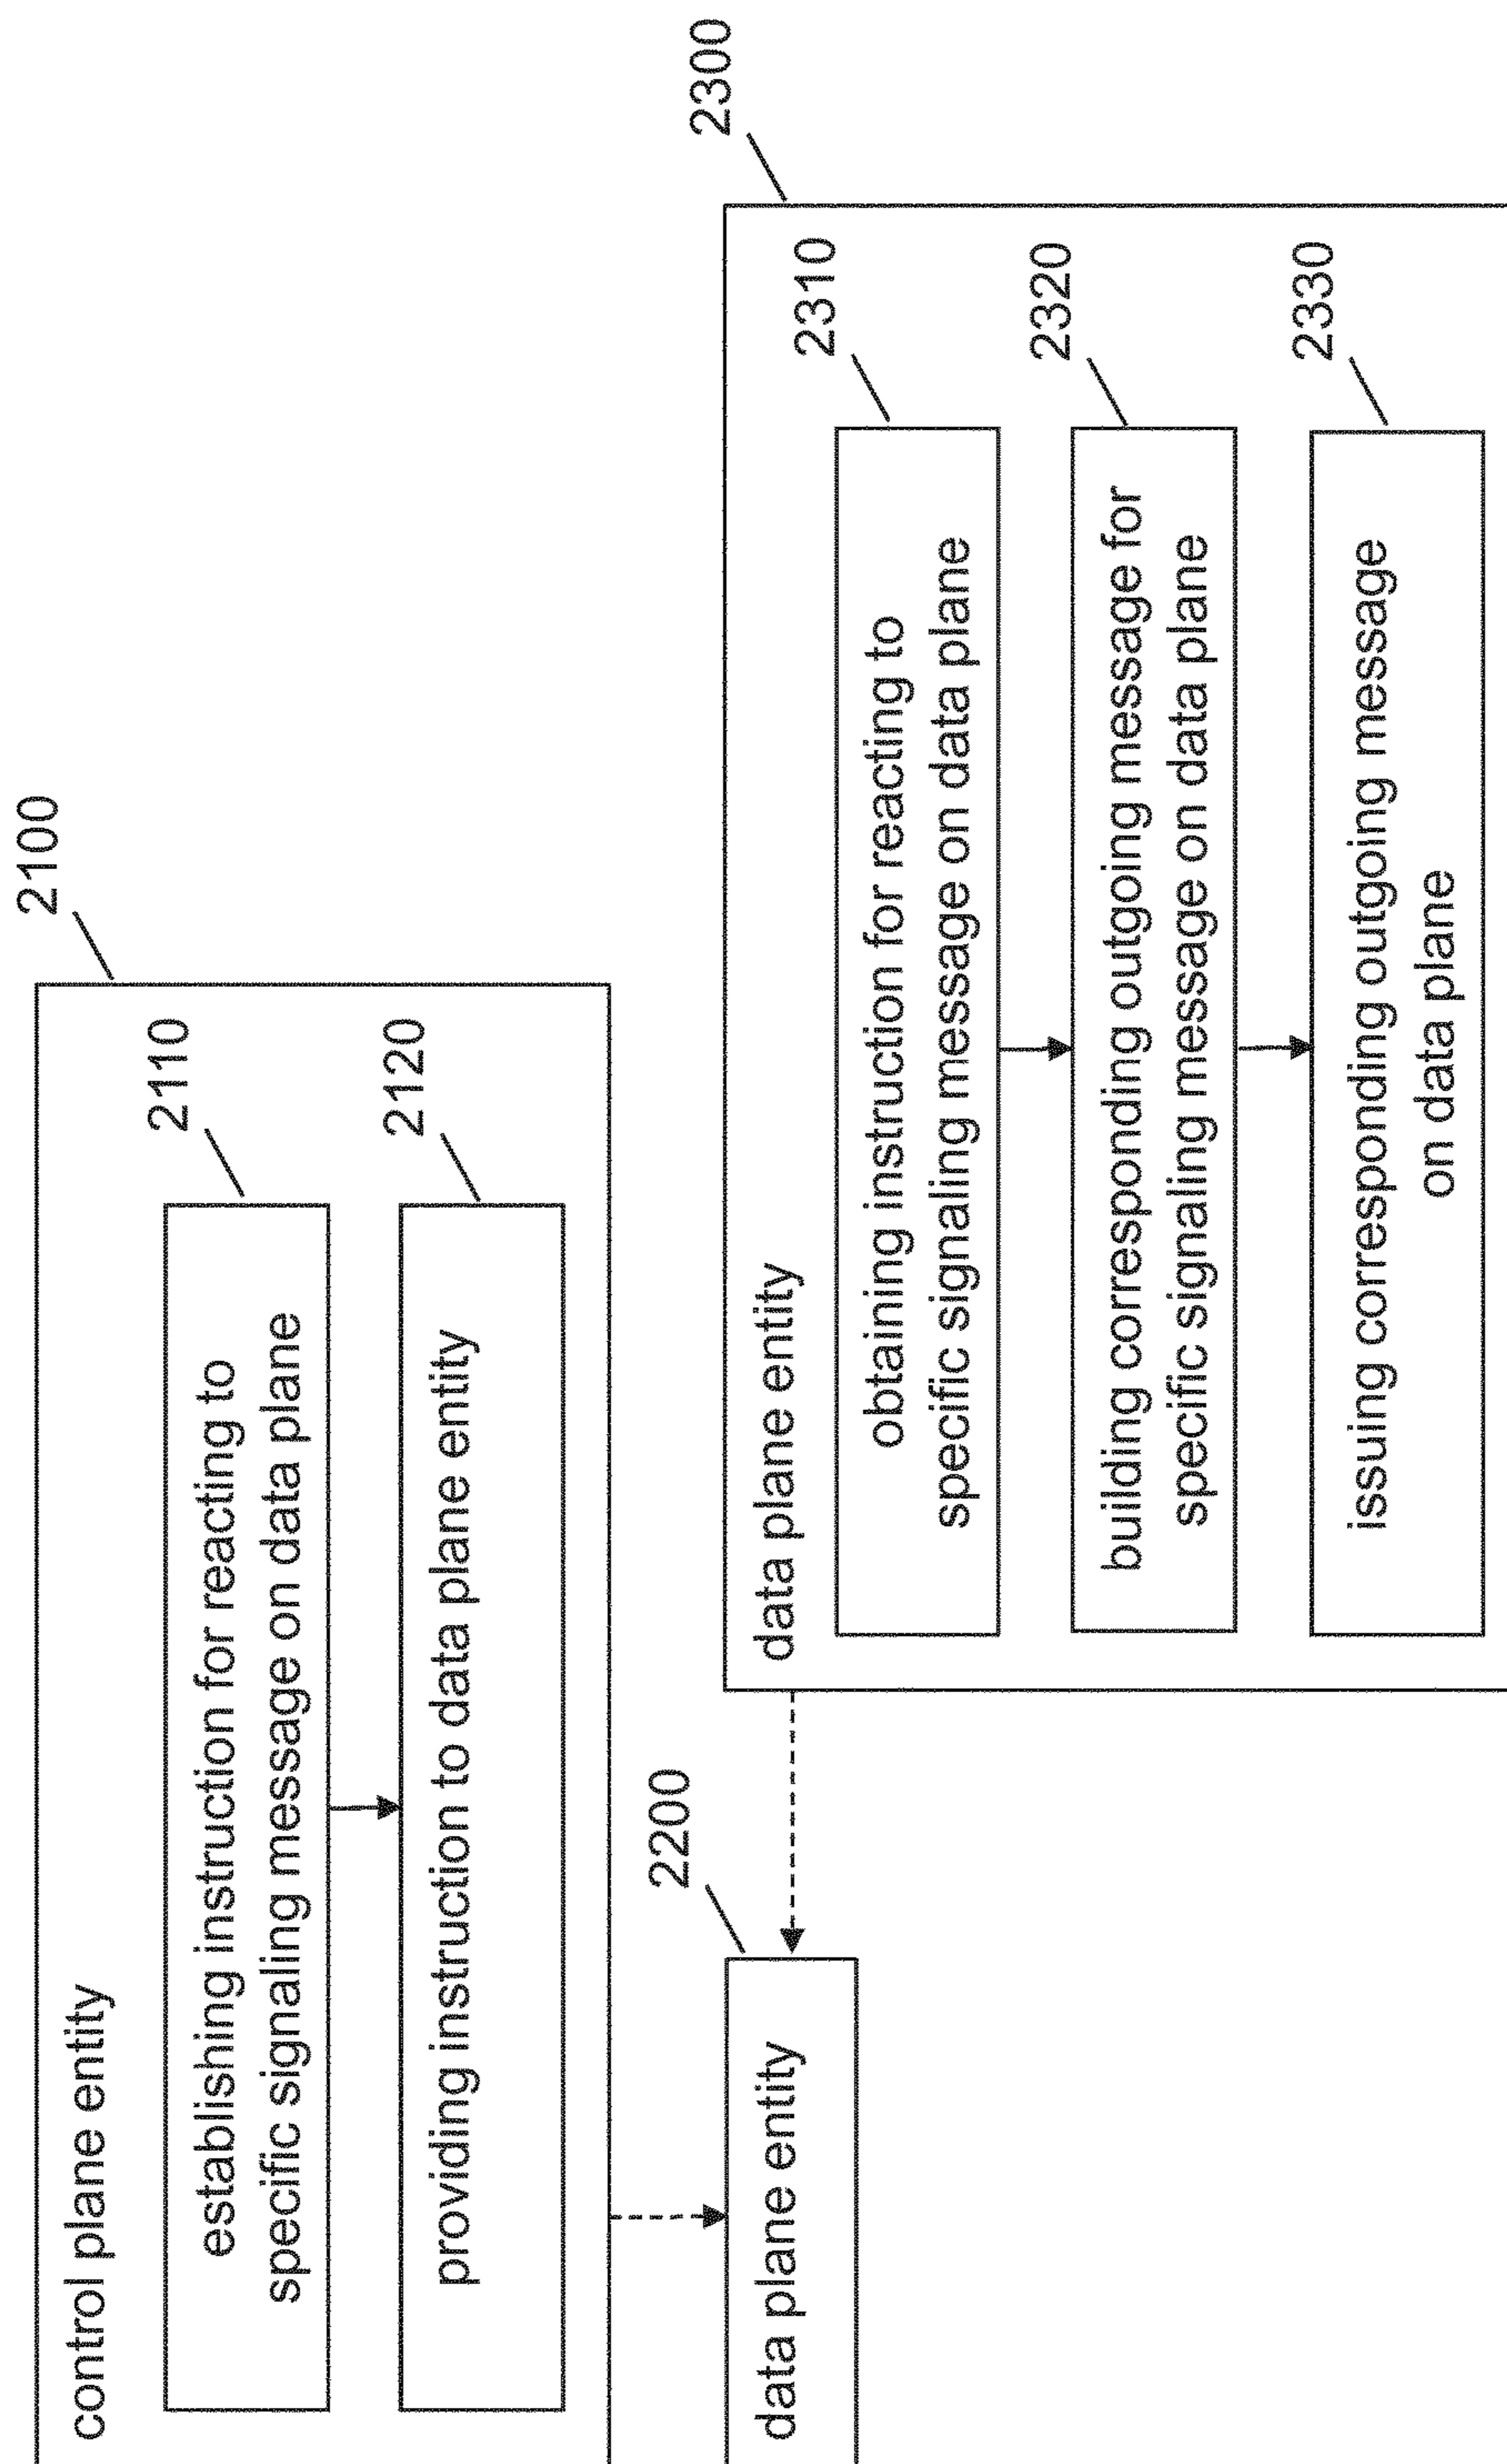 2100
control plane entity
2110
establishing instruction for reacting to
specific signaling message on data plane
2120
providing instruction to data plane entity
2200
data plane entity
2300
data plane entity
2310
obtaining instruction for reacting to
specific signaling message on data plane
2320
building corresponding outgoing message for
specific signaling message on data plane
2330
issuing corresponding outgoing message
on data plane